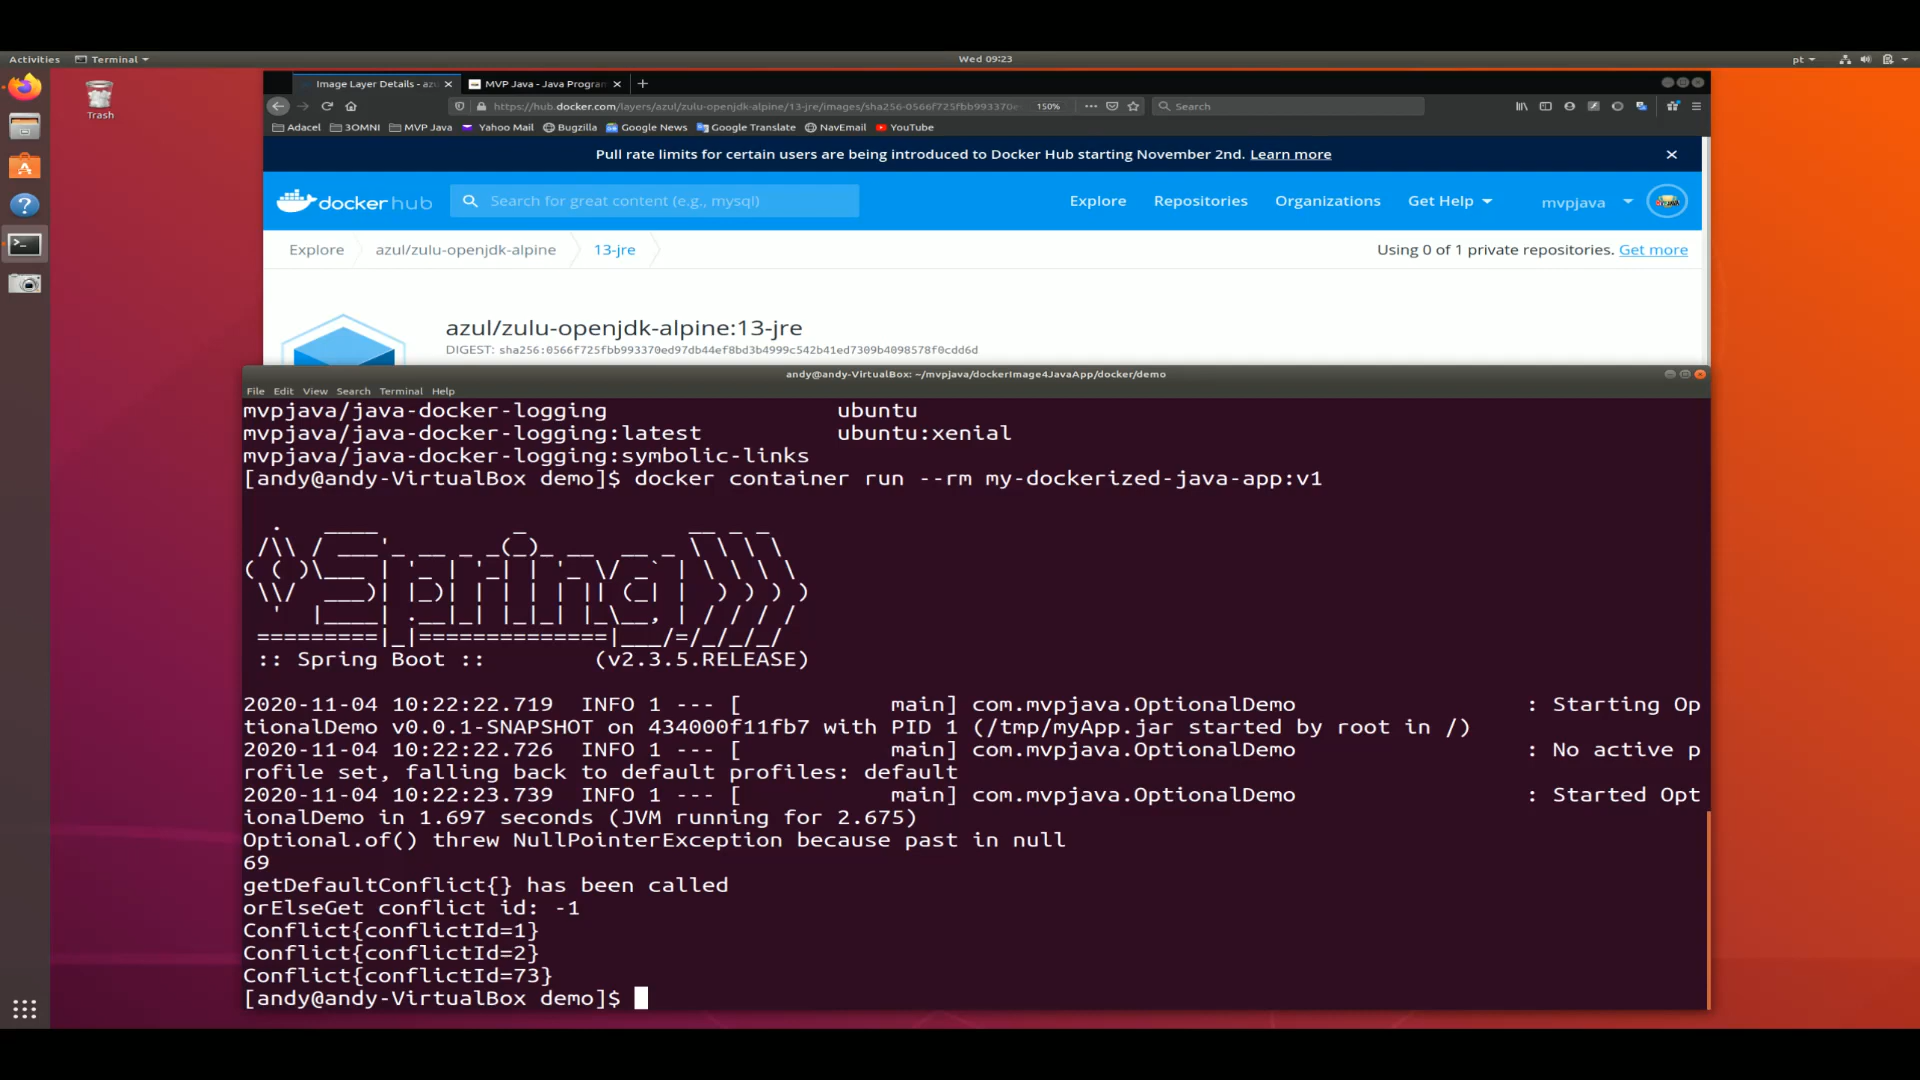 Activities Terminal Wed 09:23 pt
Trash
Image Layer Details - az MVP Java - Java Program
https://hub.docker.com/layers/azul/zulu-openjdk-alpine/13-jre/images/sha256-0566f725fbb993370e 150% Search
Adacel 3OMNI MVP Java Yahoo Mail Bugzilla Google News Google Translate NavEmail YouTube
Pull rate limits for certain users are being introduced to Docker Hub starting November 2nd. Learn more
docker hub Search for great content (e.g., mysql) Explore Repositories Organizations Get Help mvpjava
Explore azul/zulu-openjdk-alpine 13-jre Using 0 of 1 private repositories. Get more
azul/zulu-openjdk-alpine:13-jre
DIGEST: sha256:0566f725fbb993370ed97db44ef8bd3b4999c542b41ed7309b4098578f0cdd6d
andy@andy-VirtualBox: ~/mvpjava/dockerImage4JavaApp/docker/demo
File Edit View Search Terminal Help
mvpjava/java-docker-logging ubuntu
mvpjava/java-docker-logging:latest ubuntu:xenial
mvpjava/java-docker-logging:symbolic-links
[andy@andy-VirtualBox demo]$ docker container run --rm my-dockerized-java-app:v1
Spring
:: Spring Boot :: (v2.3.5.RELEASE)
2020-11-04 10:22:22.719 INFO 1 --- [ main] com.mvpjava.OptionalDemo : Starting Op
tionalDemo v0.0.1-SNAPSHOT on 434000f11fb7 with PID 1 (/tmp/myApp.jar started by root in /)
2020-11-04 10:22:22.726 INFO 1 --- [ main] com.mvpjava.OptionalDemo : No active p
rofile set, falling back to default profiles: default
2020-11-04 10:22:23.739 INFO 1 --- [ main] com.mvpjava.OptionalDemo : Started Opt
ionalDemo in 1.697 seconds (JVM running for 2.675)
Optional.of() threw NullPointerException because past in null
69
getDefaultConflict{} has been called
orElseGet conflict id: -1
Conflict{conflictId=1}
Conflict{conflictId=2}
Conflict{conflictId=73}
[andy@andy-VirtualBox demo]$